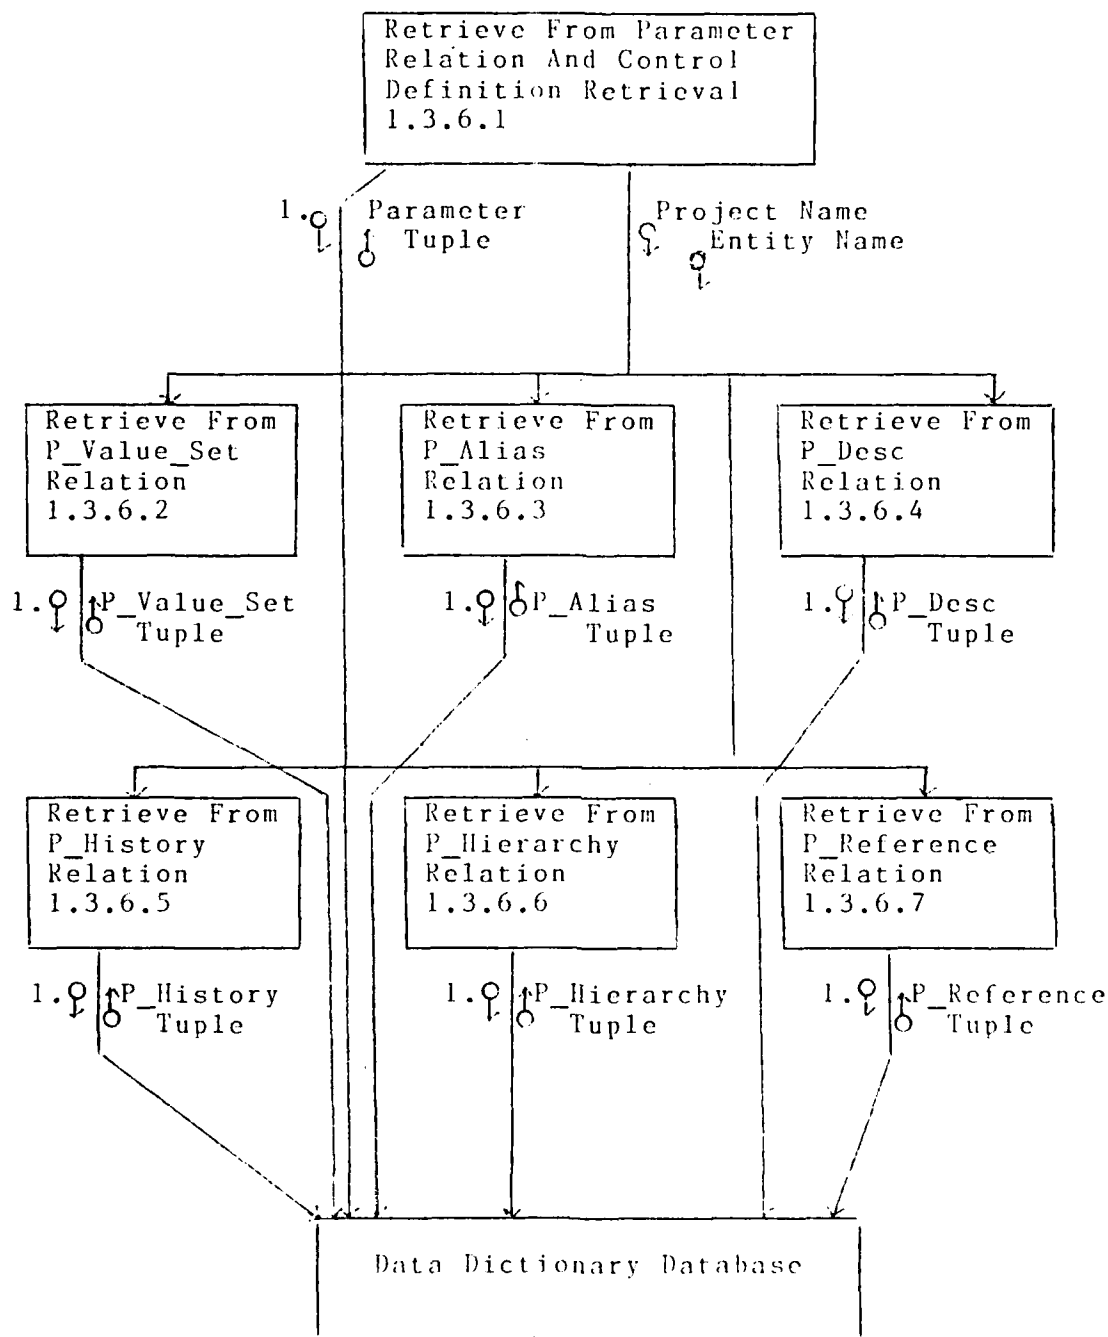 Retrieve From Parameter
Relation And Control
Definition Retrieval
1.3.6.1
1. Parameter
Tuple
Project Name
Entity Name
Retrieve From
P_Value_Set
Relation
1.3.6.2
Retrieve From
P_Alias
Relation
1.3.6.3
Retrieve From
P_Desc
Relation
1.3.6.4
1. P_Value_Set
Tuple
1. P_Alias
Tuple
1. P_Desc
Tuple
Retrieve From
P_History
Relation
1.3.6.5
Retrieve From
P_Hierarchy
Relation
1.3.6.6
Retrieve From
P_Reference
Relation
1.3.6.7
1. P_History
Tuple
1. P_Hierarchy
Tuple
1. P_Reference
Tuple
Data Dictionary Database